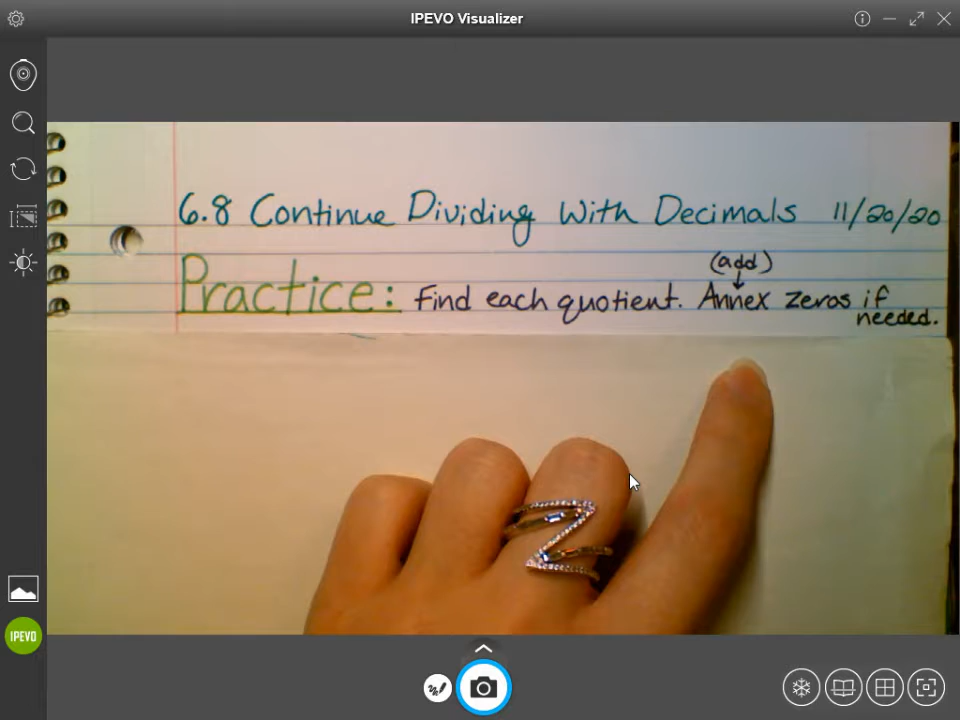 IPEVO Visualizer
6.8 Continue Dividing With Decimals 11/20/20
(add)
Practice: Find each quotient. Annex zeros if
needed.
IPEVO